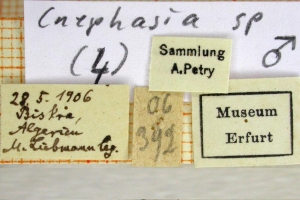 Cnephasia sp
(4) ♂
Sammlung
A. Petry
28.5.1906
Biskra,
Algerien
M. Liebmann leg.
06
392
Museum
Erfurt